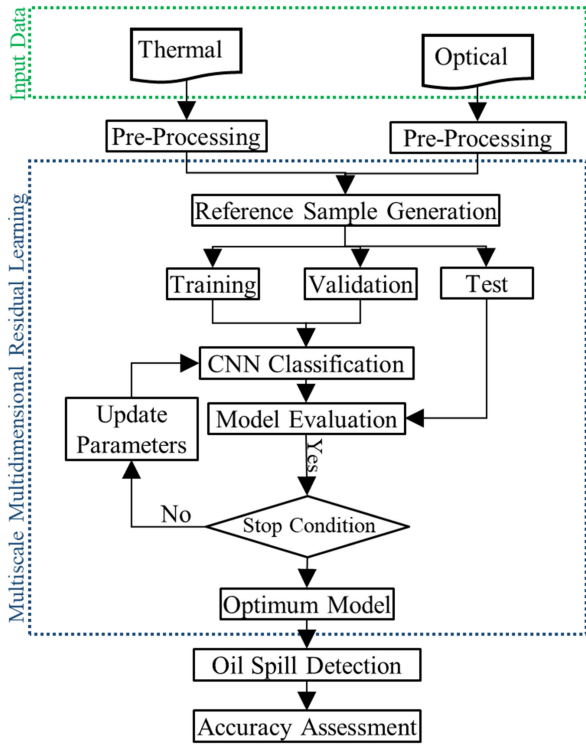 Input Data
Thermal
Optical
Pre-Processing
Pre-Processing
Multiscale Multidimensional Residual Learning
Reference Sample Generation
Training
Validation
Test
CNN Classification
Update
Parameters
Model Evaluation
Yes
No
Stop Condition
Optimum Model
Oil Spill Detection
Accuracy Assessment